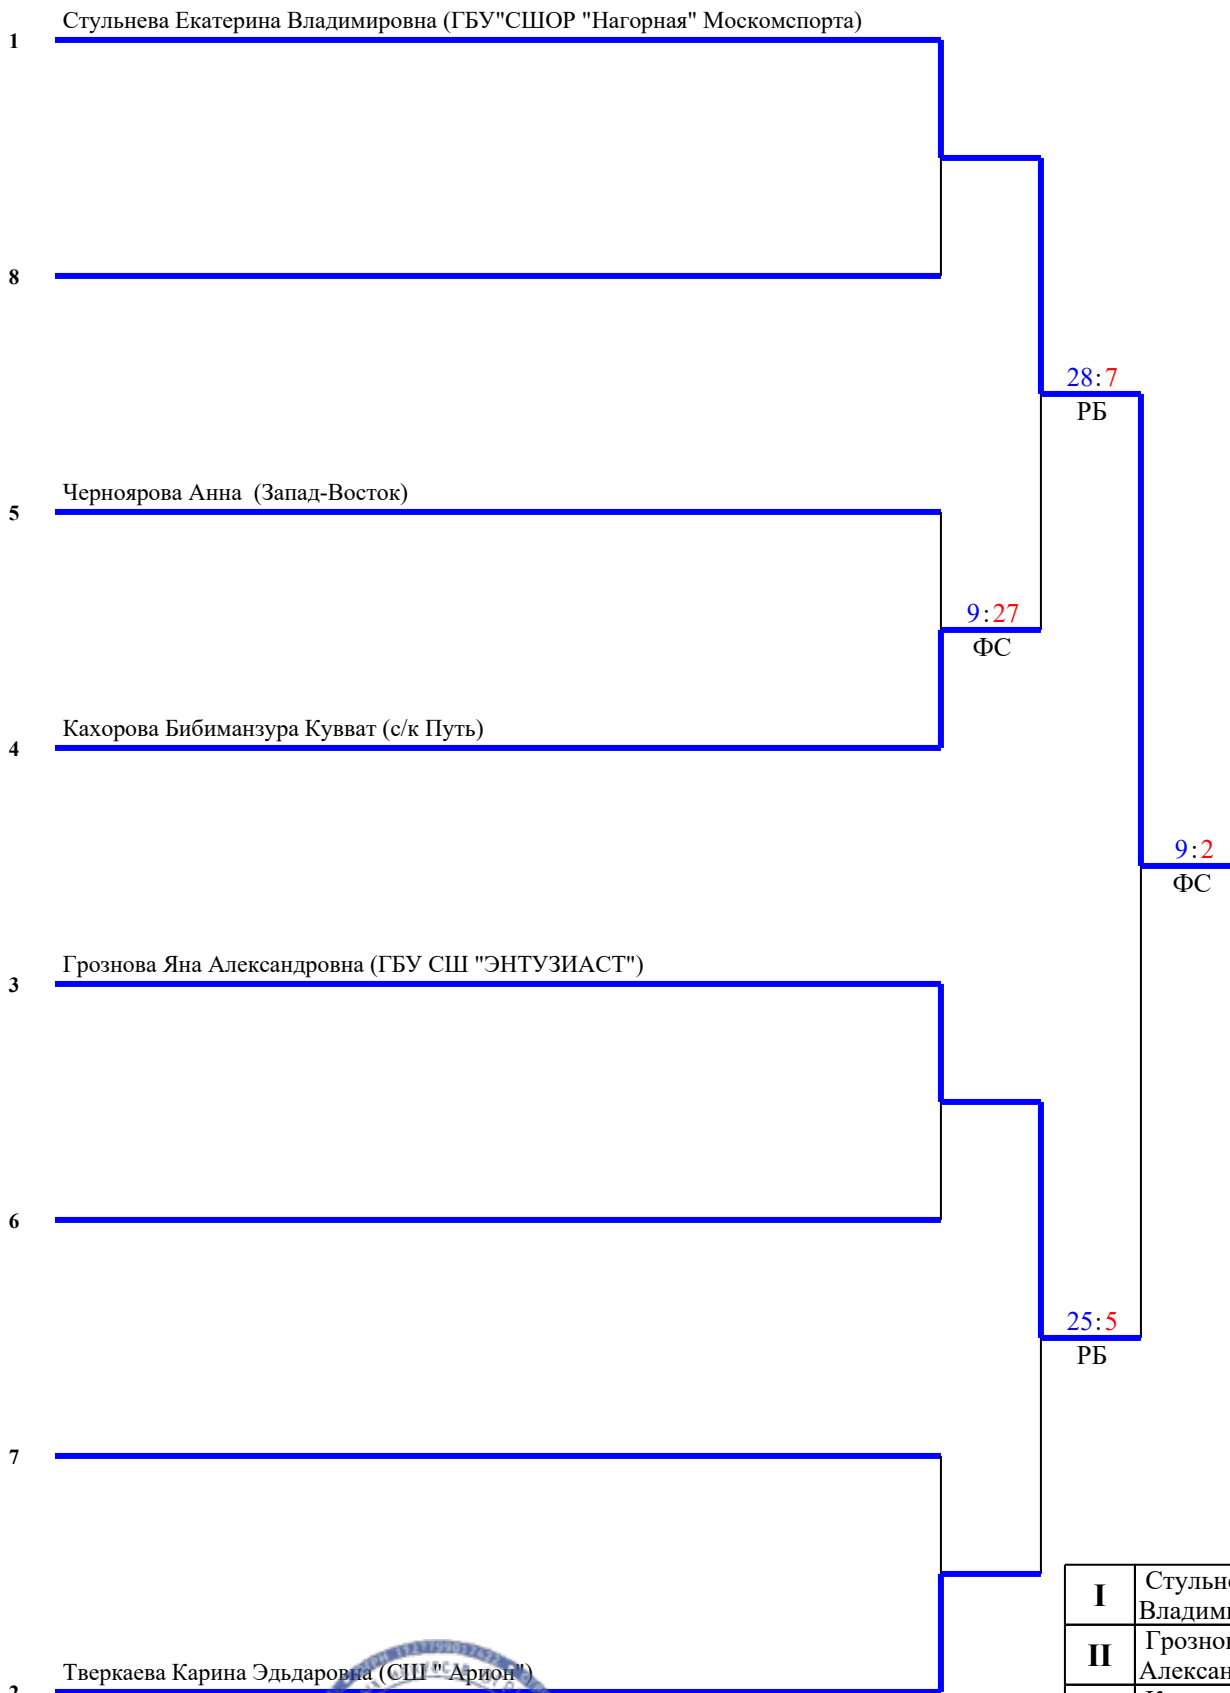 Стульнева Екатерина Владимировна (ГБУ"СШОР "Нагорная" Москомспорта)
1
8
28:7
РБ
Черноярова Анна (Запад-Восток)
5
9:27
ФС
Кахорова Бибиманзура Кувват (с/к Путь)
4
9:2
ФС
Грознова Яна Александровна (ГБУ СШ "ЭНТУЗИАСТ")
3
6
25:5
РБ
7
I
II
Тверкаева Карина Эдьдаровна (СШ " Арион")